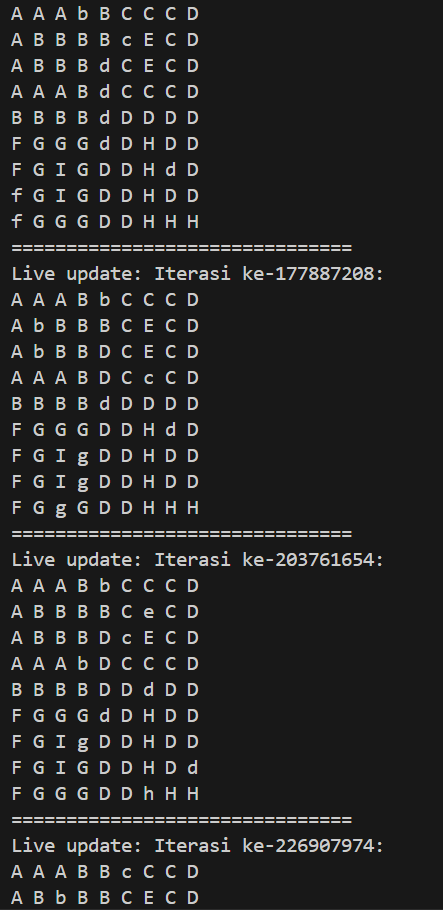 A A A b B C C C D
A B B B B c E C D
A B B B d C E C D
A A A B d C C C D
B B B B d D D D D
F G G G d D H D D
F G I G D D H d D
f G I G D D H D D
f G G G D D H H H
===============================
Live update: Iterasi ke-177887208:
A A A B b C C C D
A b B B B C E C D
A b B B D C E C D
A A A B D C c C D
B B B B d D D D D
F G G G D D H d D
F G I g D D H D D
F G I g D D H D D
F G g G D D H H H
===============================
Live update: Iterasi ke-203761654:
A A A B b C C C D
A B B B B C e C D
A B B B D c E C D
A A A b D C C C D
B B B B D D d D D
F G G G d D H D D
F G I g D D H D D
F G I G D D H D d
F G G G D D h H H
===============================
Live update: Iterasi ke-226907974:
A A A B B c C C D
A B b B B C E C D